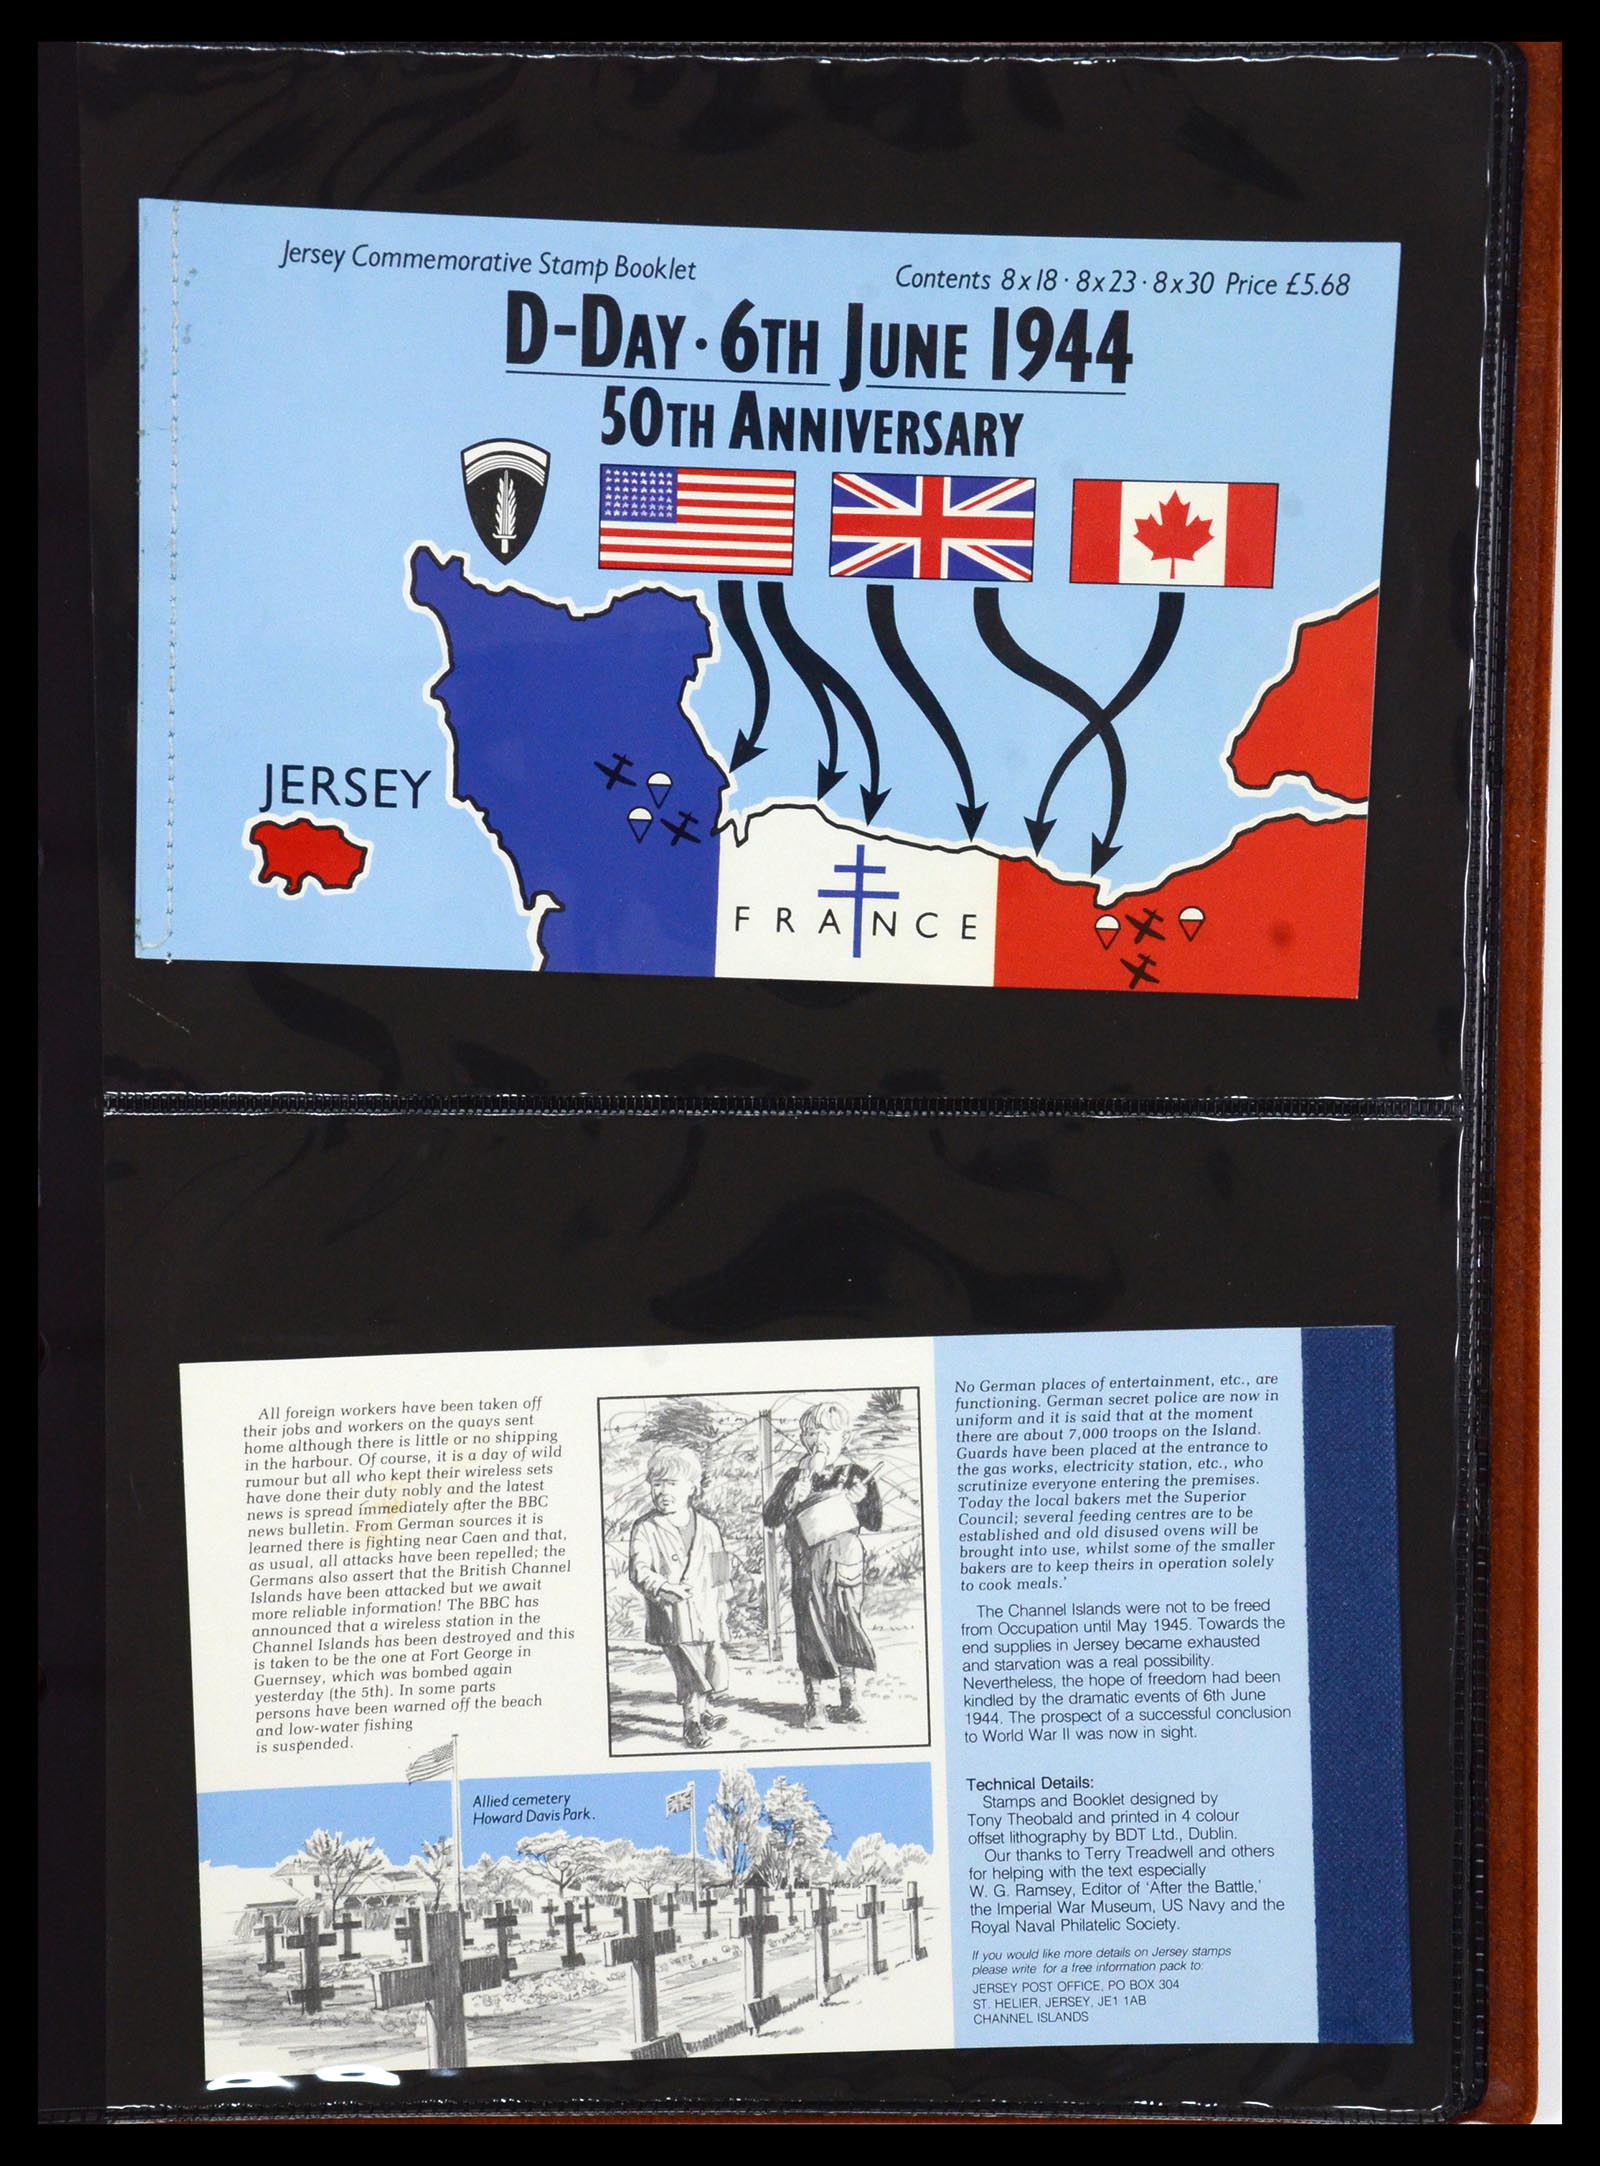 Jersey Commemorative Stamp Booklet
Contents 8x18 · 8x23 · 8x30 Price £5.68
D-DAY · 6TH JUNE 1944
50TH ANNIVERSARY
JERSEY
FRANCE
All foreign workers have been taken off
their jobs and workers on the quays sent
home although there is little or no shipping
in the harbour. Of course, it is a day of wild
rumour but all who kept their wireless sets
have done their duty nobly and the latest
news is spread immediately after the BBC
news bulletin. From German sources it is
learned there is fighting near Caen and that,
as usual, all attacks have been repelled; the
Germans also assert that the British Channel
Islands have been attacked but we await
more reliable information! The BBC has
announced that a wireless station in the
Channel Islands has been destroyed and this
is taken to be the one at Fort George in
Guernsey, which was bombed again
yesterday (the 5th). In some parts
persons have been warned off the beach
and low-water fishing
is suspended.
Allied cemetery
Howard Davis Park.
No German places of entertainment, etc., are
functioning. German secret police are now in
uniform and it is said that at the moment
there are about 7,000 troops on the Island.
Guards have been placed at the entrance to
the gas works, electricity station, etc., who
scrutinize everyone entering the premises.
Today the local bakers met the Superior
Council; several feeding centres are to be
established and old disused ovens will be
brought into use, whilst some of the smaller
bakers are to keep theirs in operation solely
to cook meals.'
The Channel Islands were not to be freed
from Occupation until May 1945. Towards the
end supplies in Jersey became exhausted
and starvation was a real possibility.
Nevertheless, the hope of freedom had been
kindled by the dramatic events of 6th June
1944. The prospect of a successful conclusion
to World War II was now in sight.
Technical Details:
Stamps and Booklet designed by
Tony Theobald and printed in 4 colour
offset lithography by BDT Ltd., Dublin.
Our thanks to Terry Treadwell and others
for helping with the text especially
W. G. Ramsey, Editor of 'After the Battle,'
the Imperial War Museum, US Navy and the
Royal Naval Philatelic Society.
If you would like more details on Jersey stamps
please write for a free information pack to:
JERSEY POST OFFICE, PO BOX 304
ST. HELIER, JERSEY, JE1 1AB
CHANNEL ISLANDS